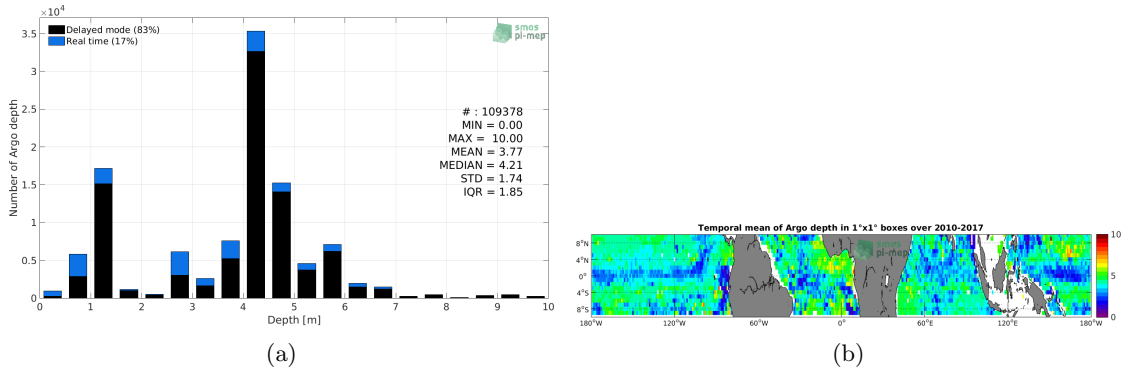 x10⁴
3.5
3
2.5
2
1.5
1
0.5
0
Number of Argo depth
Delayed mode (83%)
Real time (17%)
smos
pi-mep
# : 109378
MIN = 0.00
MAX = 10.00
MEAN = 3.77
MEDIAN = 4.21
STD = 1.74
IQR = 1.85
0 1 2 3 4 5 6 7 8 9 10
Depth [m]
(a)
Temporal mean of Argo depth in 1°x1° boxes over 2010-2017
smos
pi-mep
8°N
4°N
0°
4°S
8°S
180°W 120°W 60°W 0° 60°E 120°E 180°W
10
5
0
(b)